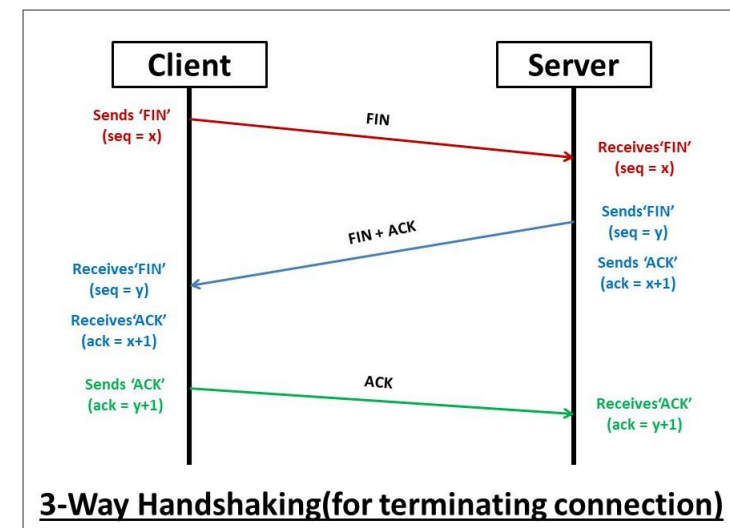 Client
Server
Sends ‘FIN’
(seq = x)
FIN
Receives‘FIN’
(seq = x)
Sends‘FIN’
(seq = y)
FIN + ACK
Sends ‘ACK’
(ack = x+1)
Receives‘FIN’
(seq = y)
Receives‘ACK’
(ack = x+1)
Sends ‘ACK’
(ack = y+1)
ACK
Receives‘ACK’
(ack = y+1)
3-Way Handshaking(for terminating connection)